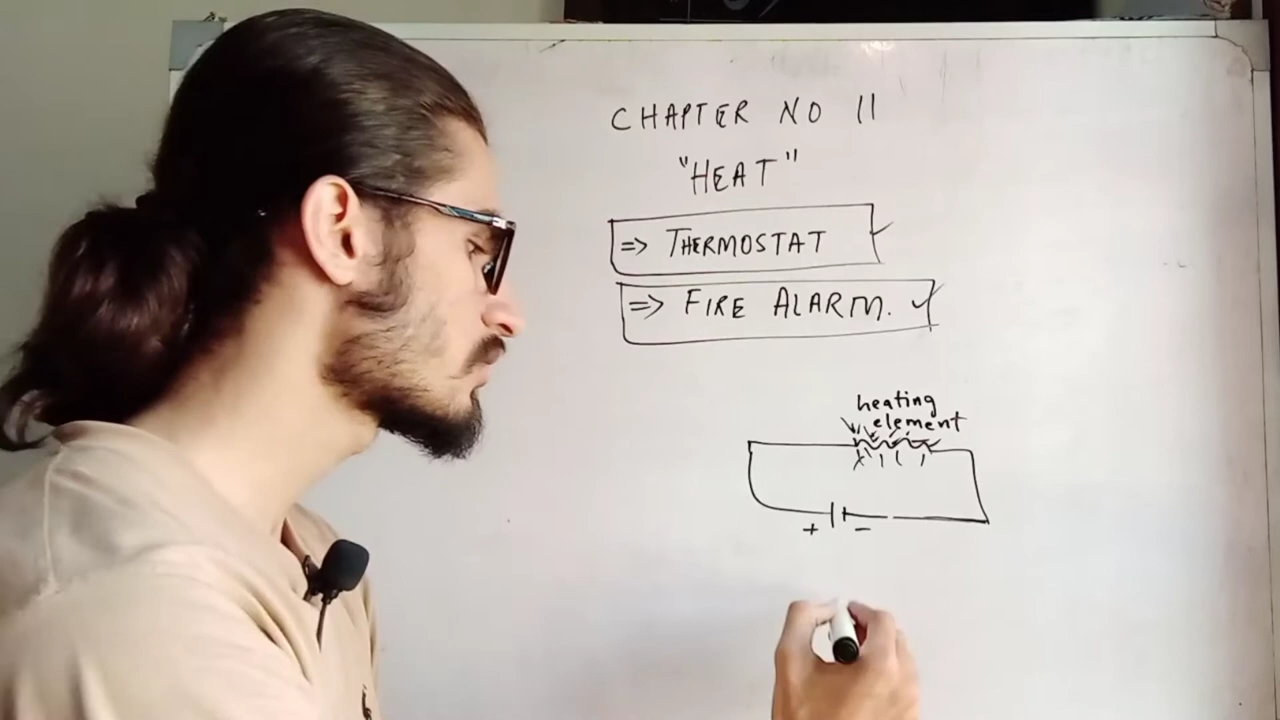 CHAPTER NO 11
"HEAT"
=> THERMOSTAT
=> FIRE ALARM.
heating
element
+ -